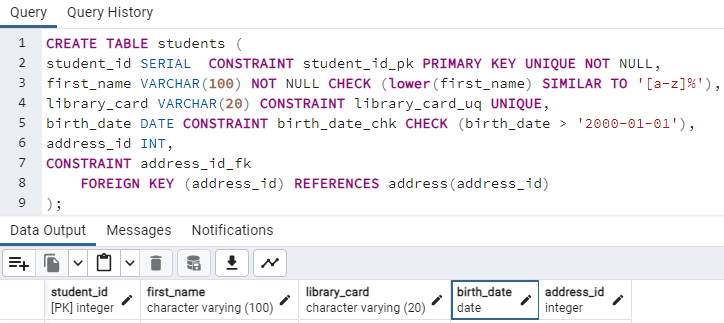 Query Query History
1 CREATE TABLE students (
2 student_id SERIAL  CONSTRAINT student_id_pk PRIMARY KEY UNIQUE NOT NULL,
3 first_name VARCHAR(100) NOT NULL CHECK (lower(first_name) SIMILAR TO '[a-z]%'),
4 library_card VARCHAR(20) CONSTRAINT library_card_uq UNIQUE,
5 birth_date DATE CONSTRAINT birth_date_chk CHECK (birth_date > '2000-01-01'),
6 address_id INT,
7 CONSTRAINT address_id_fk
8     FOREIGN KEY (address_id) REFERENCES address(address_id)
9 );
Data Output Messages Notifications
student_id first_name library_card birth_date address_id
[PK] integer character varying (100) character varying (20) date integer